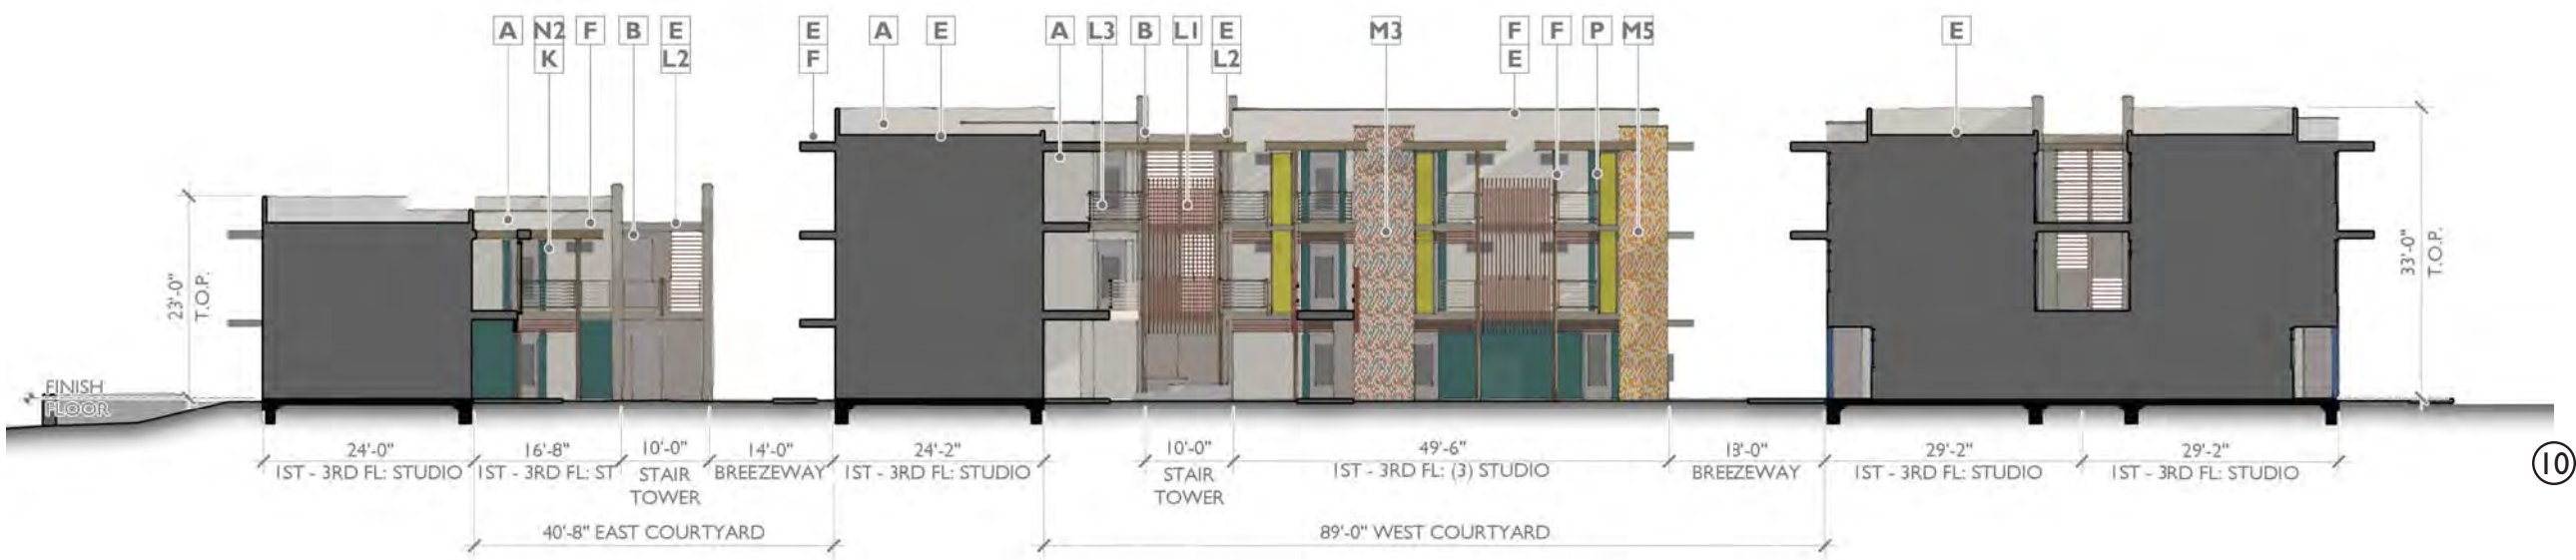 A N2 F B E E A E A L3 B L1 E M3 F F P M5 E
K L2 F L2 E
23'-0"
T.O.P.
33'-0"
T.O.P.
FINISH
FLOOR
24'-0" 16'-8" 10'-0" 14'-0" 24'-2" 10'-0" 49'-6" 13'-0" 29'-2" 29'-2"
1ST - 3RD FL: STUDIO 1ST - 3RD FL: ST STAIR BREEZEWAY 1ST - 3RD FL: STUDIO STAIR 1ST - 3RD FL: (3) STUDIO BREEZEWAY 1ST - 3RD FL: STUDIO 1ST - 3RD FL: STUDIO
TOWER TOWER
10
40'-8" EAST COURTYARD 89'-0" WEST COURTYARD